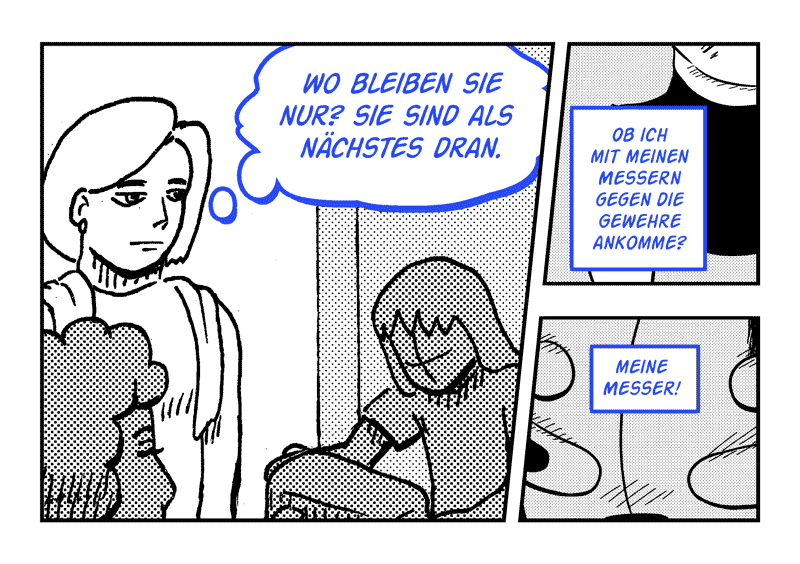 WO BLEIBEN SIE
NUR? SIE SIND ALS
NÄCHSTES DRAN.
OB ICH
MIT MEINEN
MESSERN
GEGEN DIE
GEWEHRE
ANKOMME?
MEINE
MESSER!